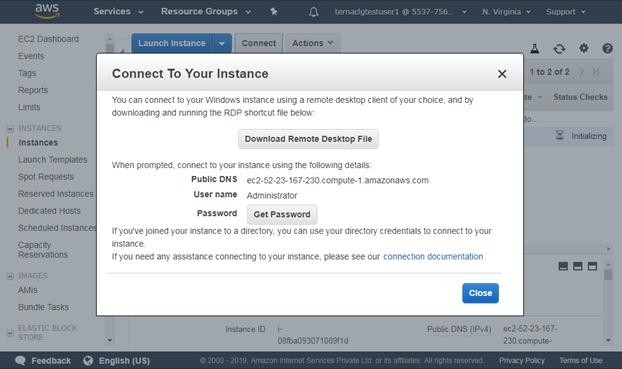 aws
Services
Resource Groups
ternaclgtestuser1 @ 5537-756...
N. Virginia
Support
EC2 Dashboard
Events
Tags
Reports
Limits
INSTANCES
Instances
Launch Templates
Spot Requests
Reserved Instances
Dedicated Hosts
Scheduled Instances
Capacity
Reservations
IMAGES
AMIs
Bundle Tasks
ELASTIC BLOCK
STORE
Launch Instance
Connect
Actions
1 to 2 of 2
Status Checks
Initializing
Connect To Your Instance
You can connect to your Windows instance using a remote desktop client of your choice, and by
downloading and running the RDP shortcut file below:
Download Remote Desktop File
When prompted, connect to your instance using the following details:
Public DNS ec2-52-23-167-230.compute-1.amazonaws.com
User name Administrator
Password Get Password
If you've joined your instance to a directory, you can use your directory credentials to connect to your
instance.
If you need any assistance connecting to your instance, please see our connection documentation.
Close
Instance ID i-
08fba093071089f1d
Public DNS (IPv4) ec2-52-23-167-
230.compute-
Feedback
English (US)
© 2008 - 2019, Amazon Internet Services Private Ltd. or its affiliates. All rights reserved.
Privacy Policy
Terms of Use